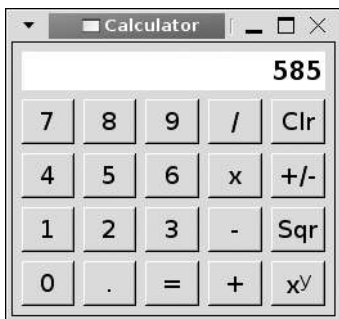 Calculator
585
7 8 9 / Clr
4 5 6 x +/-
1 2 3 - Sqr
0 . = + xʸ